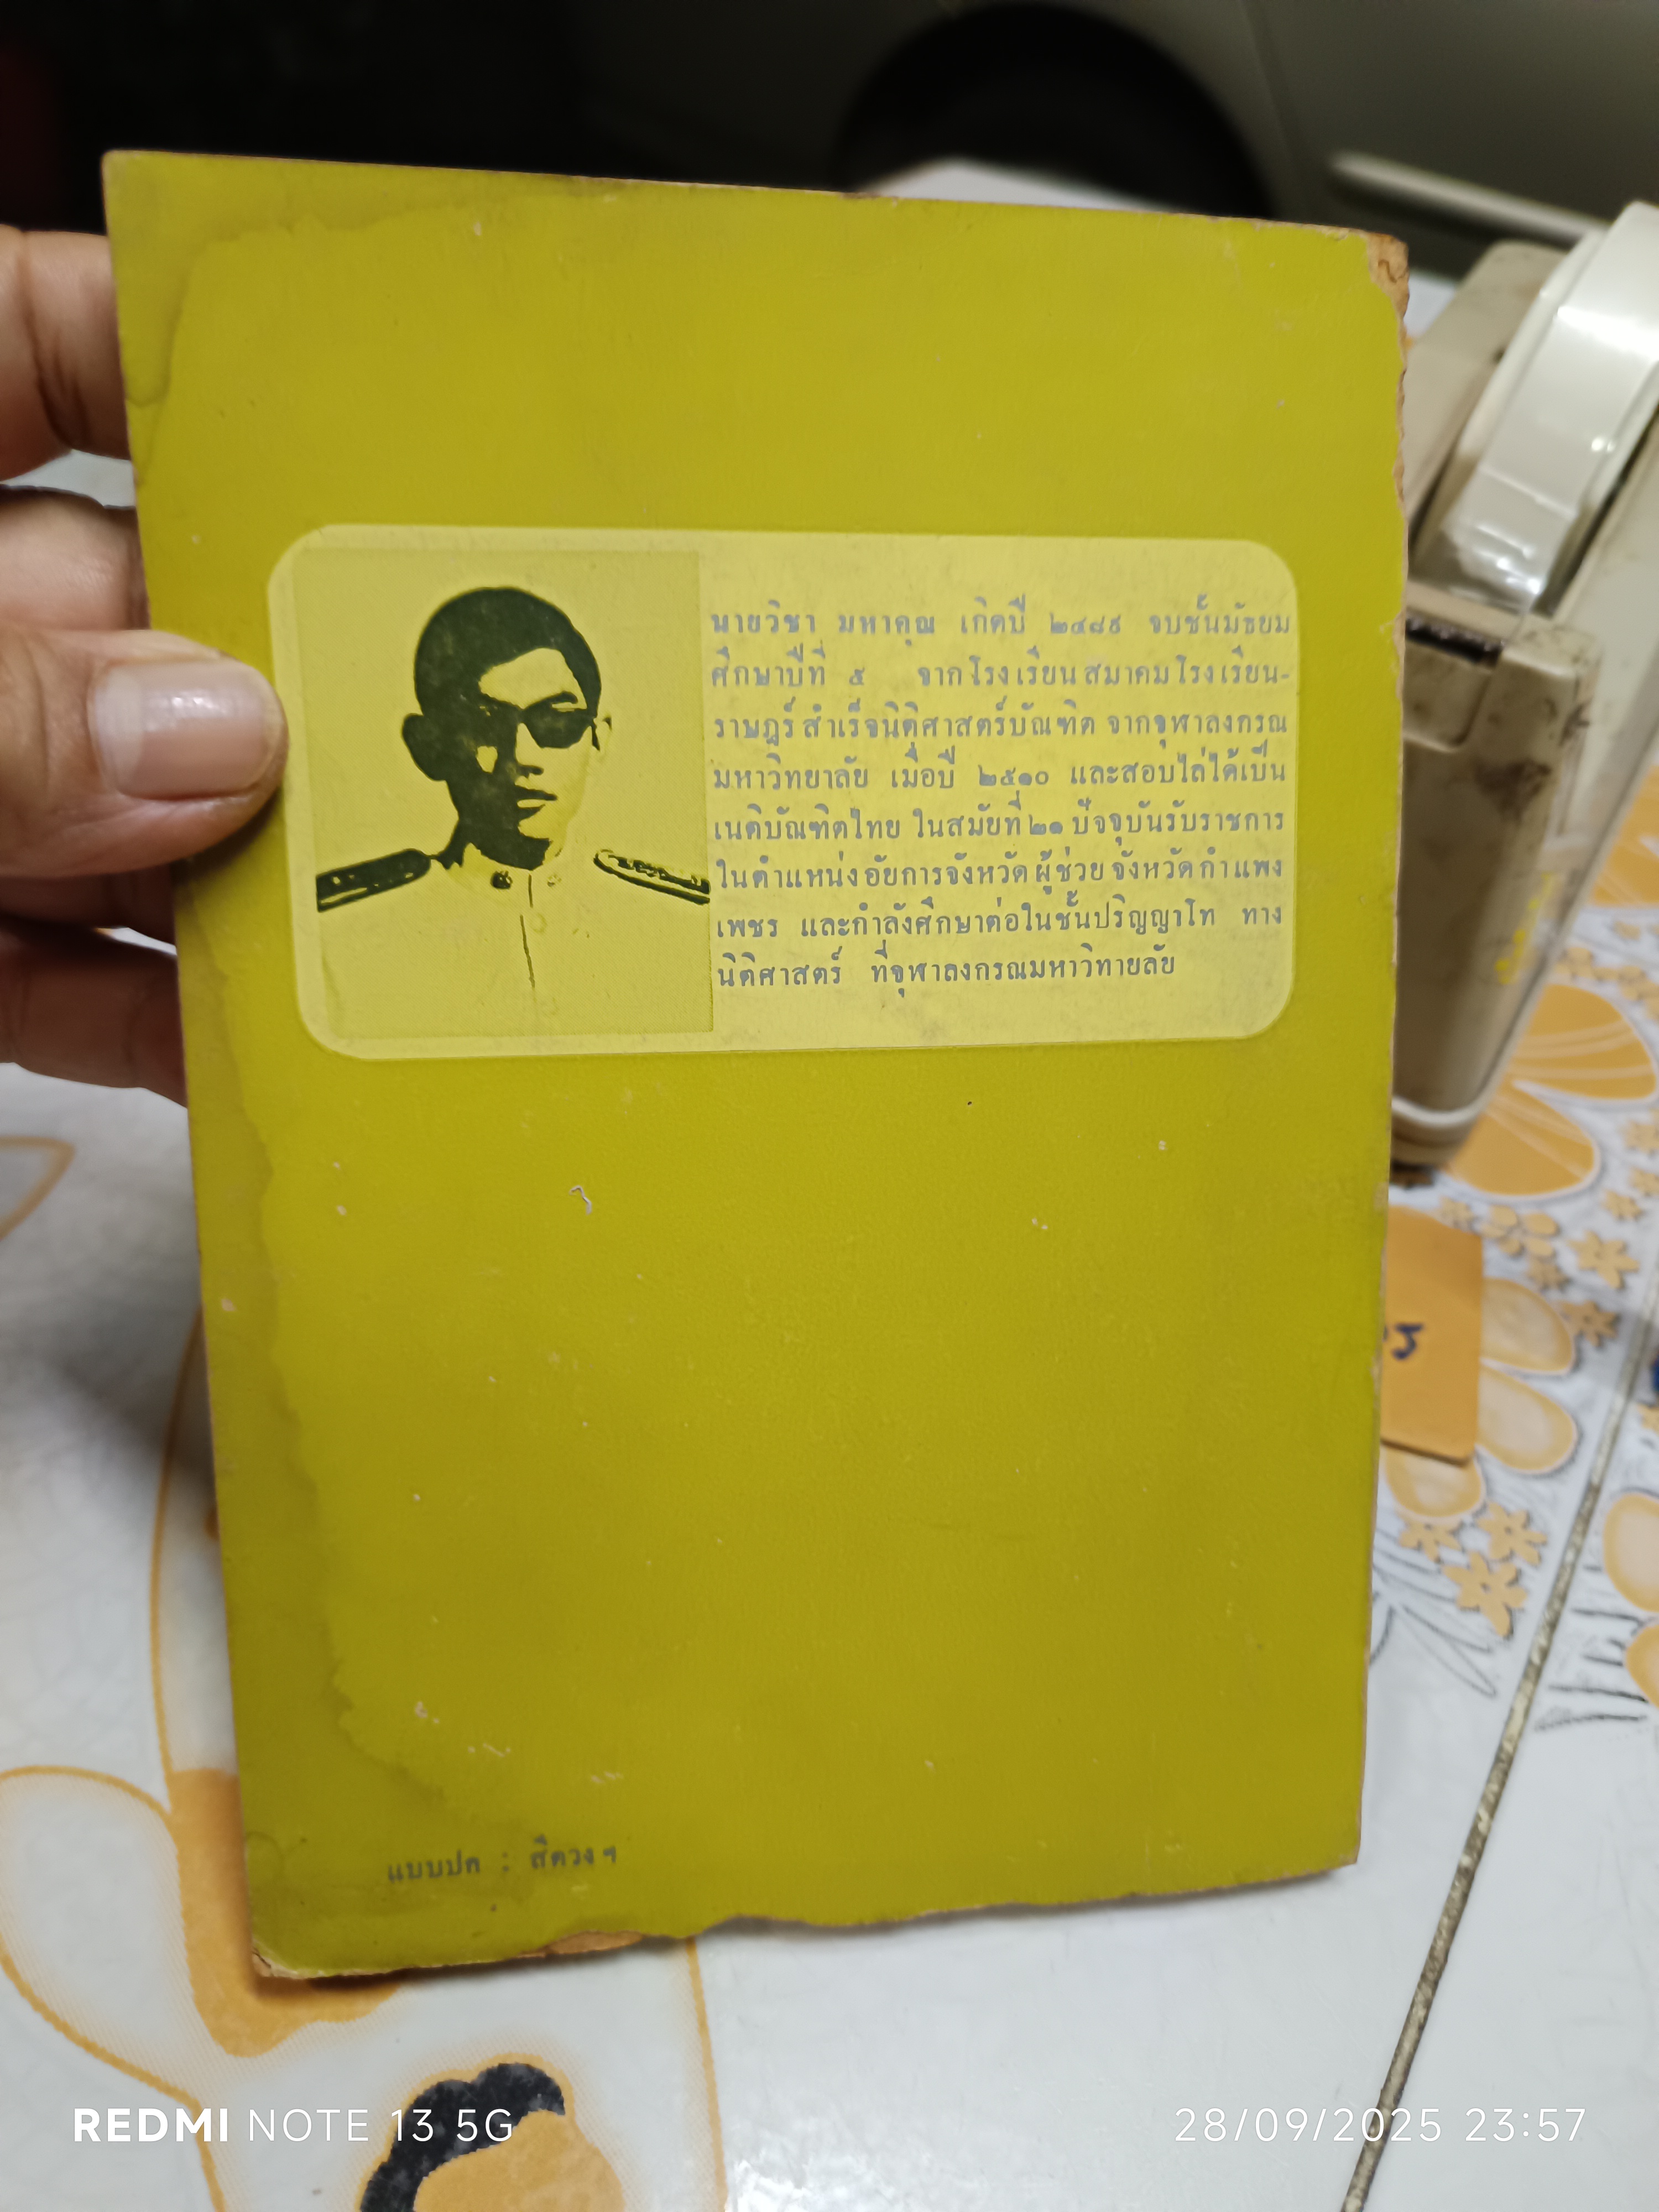 นายวิชา มหาคุณ เกิดปี ๒๔๘๙ จบชั้นมัธยม
ศึกษาปีที่ ๕ จากโรงเรียนสมาคมโรงเรียน-
ราษฎร์ สำเร็จนิติศาสตร์บัณฑิต จากจุฬาลงกรณ
มหาวิทยาลัย เมื่อปี ๒๕๑๐ และสอบไล่ได้เป็น
เนติบัณฑิตไทย ในสมัยที่ ๒๑ ปัจจุบันรับราชการ
ในตำแหน่งอัยการจังหวัดผู้ช่วย จังหวัดกำแพง
เพชร และกำลังศึกษาต่อในชั้นปริญญาโท ทาง
นิติศาสตร์ ที่จุฬาลงกรณมหาวิทายลัย
แบบปก :
REDMI NOTE 13 5G
28/09/2025 23:57